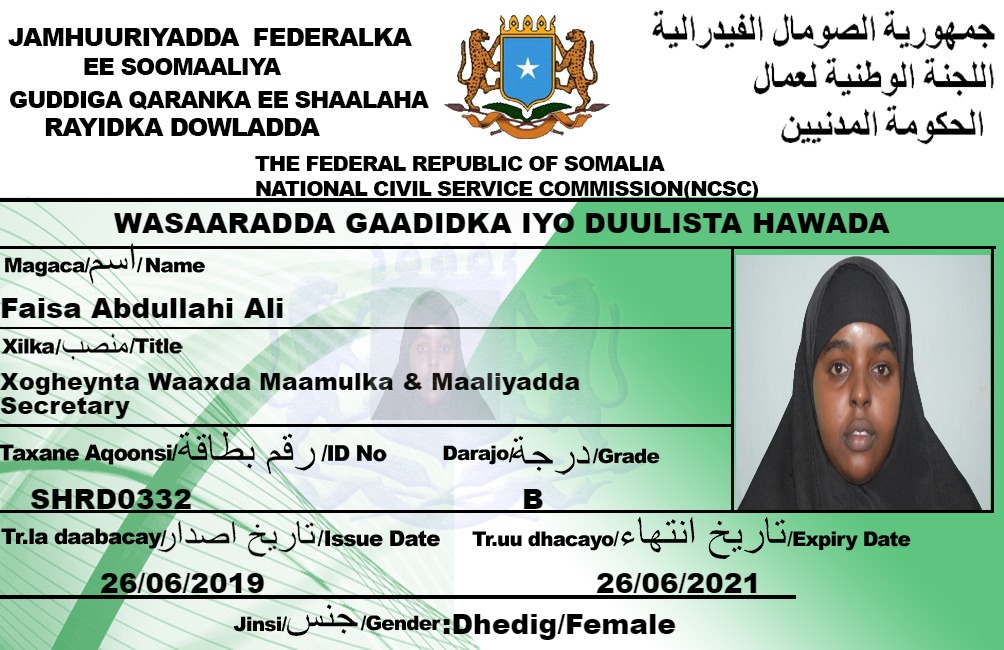 JAMHUURIYADDA FEDERALKA
EE SOOMAALIYA
GUDDIGA QARANKA EE SHAALAHA
RAYIDKA DOWLADDA
جمهورية الصومال الفيدرالية
اللجنة الوطنية لعمال
الحكومة المدنيين
THE FEDERAL REPUBLIC OF SOMALIA
NATIONAL CIVIL SERVICE COMMISSION(NCSC)
WASAARADDA GAADIDKA IYO DUULISTA HAWADA
Magaca/اسم/Name
Faisa Abdullahi Ali
Xilka/منصب/Title
Xogheynta Waaxda Maamulka & Maaliyadda
Secretary
Taxane Aqoonsi/رقم بطاقة/ID No
Darajo/درجة/Grade
SHRD0332
B
Tr.la daabacay/تاريخ اصدار/Issue Date
Tr.uu dhacayo/تاريخ انتهاء/Expiry Date
26/06/2019
26/06/2021
Jinsi/جنس/Gender:Dhedig/Female